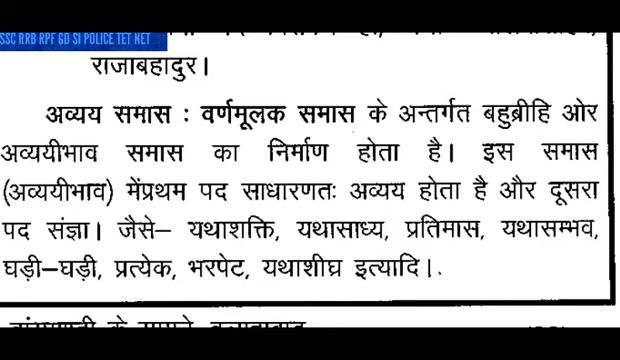 SSC RRB RPF GD SI POLICE TET NET
राजाबहादुर।
अव्यय समास : वर्णमूलक समास के अन्तर्गत बहुब्रीहि ओर
अव्ययीभाव समास का निर्माण होता है। इस समास
(अव्ययीभाव) मेंप्रथम पद साधारणतः अव्यय होता है और दूसरा
पद संज्ञा। जैसे– यथाशक्ति, यथासाध्य, प्रतिमास, यथासम्भव,
घड़ी–घड़ी, प्रत्येक, भरपेट, यथाशीघ्र इत्यादि।